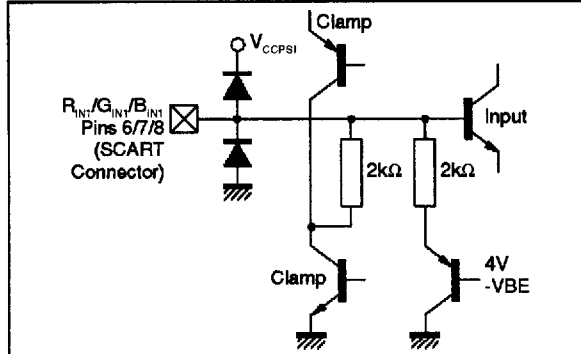 Clamp
VCCPSI
RIN1/GIN1/BIN1
Pins 6/7/8
(SCART
Connector)
Input
2kΩ
2kΩ
Clamp
4V
-VBE